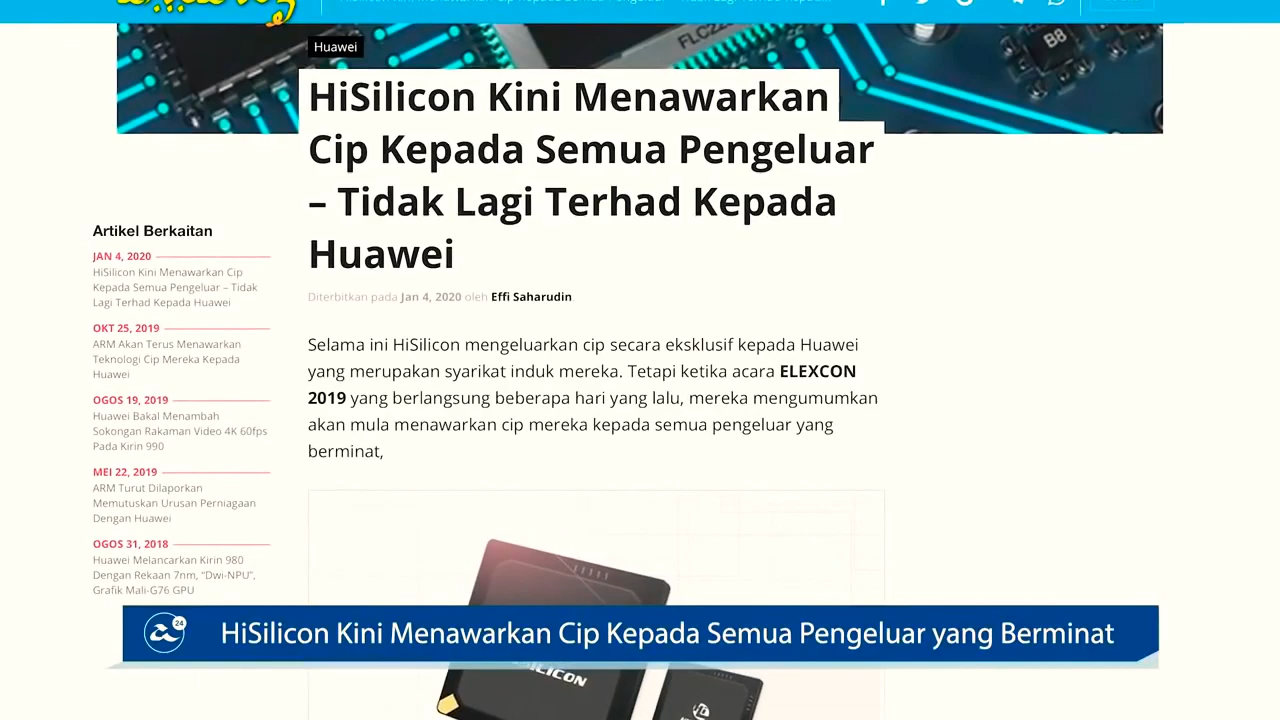 Huawei
FLC22
B8
HiSilicon Kini Menawarkan
Cip Kepada Semua Pengeluar
– Tidak Lagi Terhad Kepada
Huawei
Diterbitkan pada Jan 4, 2020 oleh Effi Saharudin
Artikel Berkaitan
JAN 4, 2020
HiSilicon Kini Menawarkan Cip
Kepada Semua Pengeluar – Tidak
Lagi Terhad Kepada Huawei
OKT 25, 2019
ARM Akan Terus Menawarkan
Teknologi Cip Mereka Kepada
Huawei
OGOS 19, 2019
Huawei Bakal Menambah
Sokongan Rakaman Video 4K 60fps
Pada Kirin 990
MEI 22, 2019
ARM Turut Dilaporkan
Memutuskan Urusan Perniagaan
Dengan Huawei
OGOS 31, 2018
Huawei Melancarkan Kirin 980
Dengan Rekaan 7nm, “Dwi-NPU”,
Grafik Mali-G76 GPU
Selama ini HiSilicon mengeluarkan cip secara eksklusif kepada Huawei
yang merupakan syarikat induk mereka. Tetapi ketika acara ELEXCON
2019 yang berlangsung beberapa hari yang lalu, mereka mengumumkan
akan mula menawarkan cip mereka kepada semua pengeluar yang
berminat,
24
HiSilicon Kini Menawarkan Cip Kepada Semua Pengeluar yang Berminat